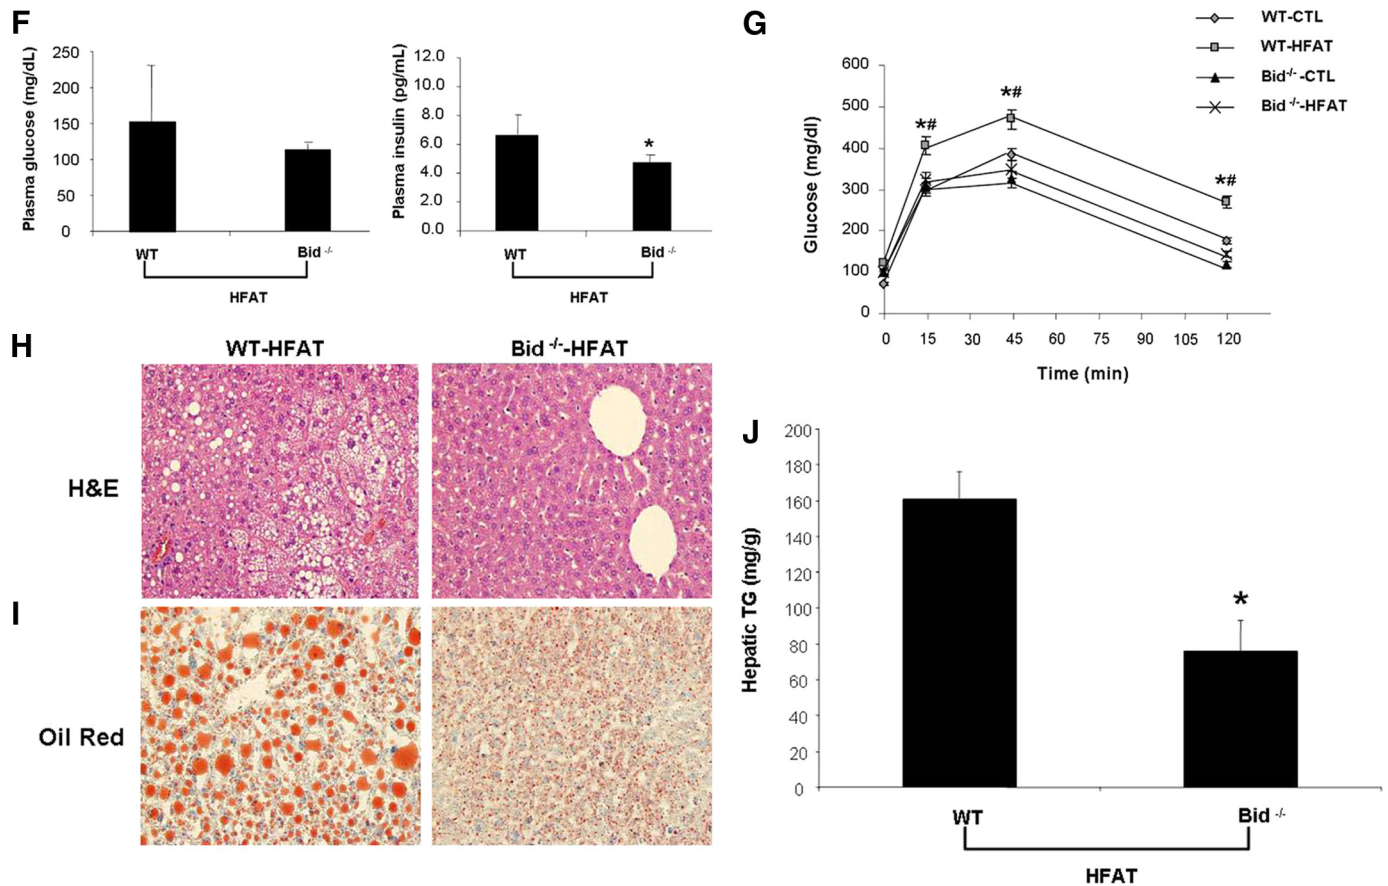 F
Plasma glucose (mg/dL)
250
200
150
100
50
0
WT
Bid -/-
HFAT
Plasma insulin (pg/mL)
12.0
10.0
8.0
6.0
4.0
2.0
0.0
*
WT
Bid -/-
HFAT
G
WT-CTL
WT-HFAT
Bid-/- -CTL
Bid -/- -HFAT
Glucose (mg/dl)
600
500
400
300
200
100
0
*#
*#
*#
0 15 30 45 60 75 90 105 120
Time (min)
H
WT-HFAT
Bid -/- -HFAT
H&E
I
Oil Red
J
Hepatic TG (mg/g)
200
180
160
140
120
100
80
60
40
20
0
*
WT
Bid -/-
HFAT